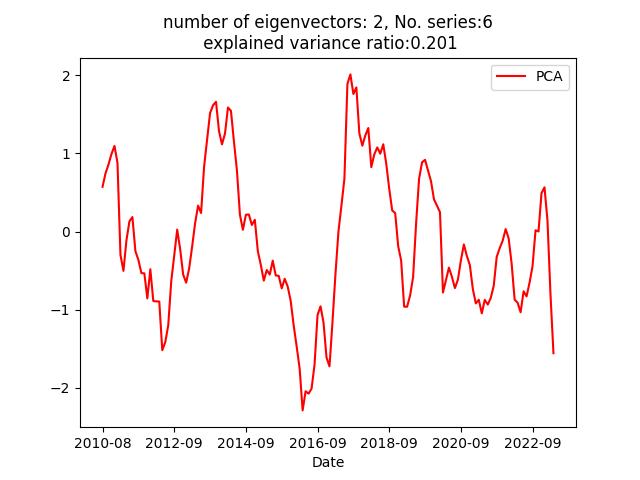 number of eigenvectors: 2, No. series:6
explained variance ratio:0.201
PCA
2
1
0
−1
−2
2010-08 2012-09 2014-09 2016-09 2018-09 2020-09 2022-09
Date